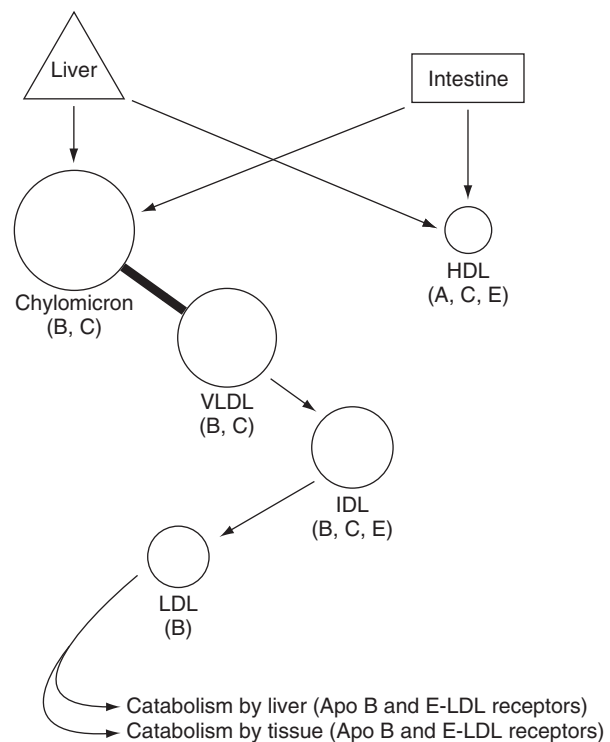 Liver
Intestine
Chylomicron
(B, C)
HDL
(A, C, E)
VLDL
(B, C)
IDL
(B, C, E)
LDL
(B)
Catabolism by liver (Apo B and E-LDL receptors)
Catabolism by tissue (Apo B and E-LDL receptors)